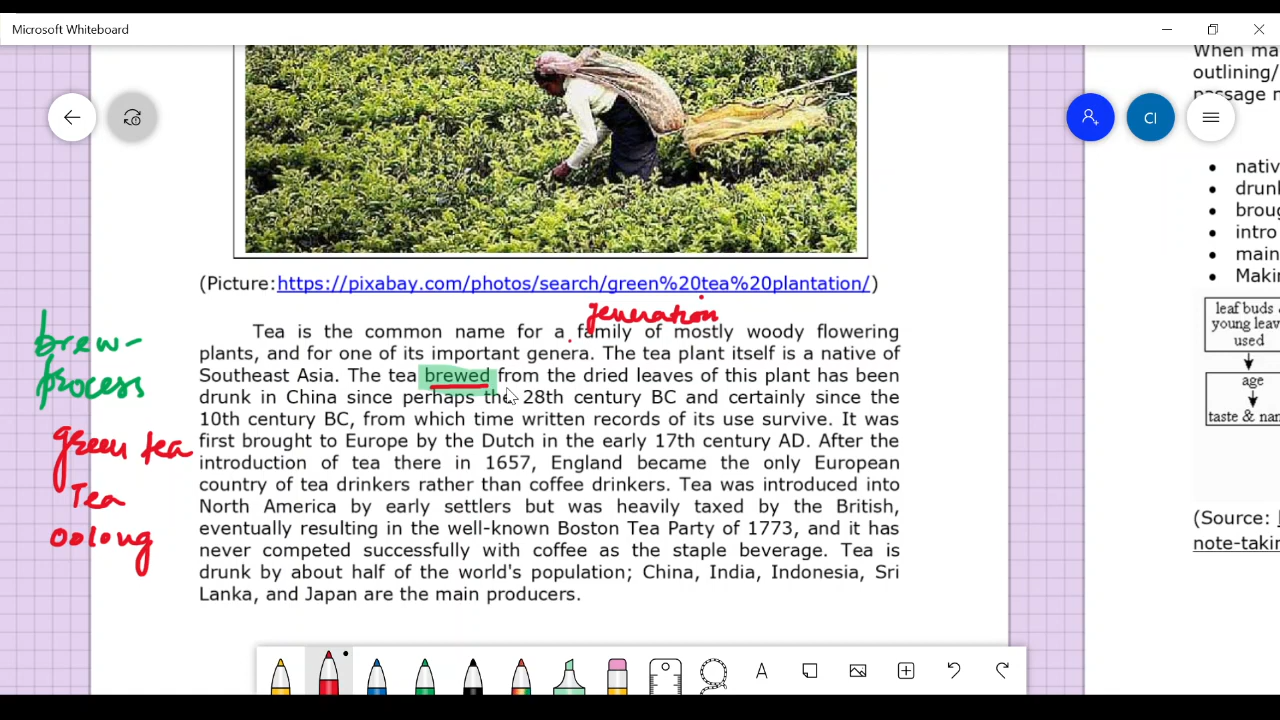 Microsoft Whiteboard
When ma
outlining/
passage n
CI
(Picture:https://pixabay.com/photos/search/green%20tea%20plantation/)
generation
Tea is the common name for a family of mostly woody flowering
plants, and for one of its important genera. The tea plant itself is a native of
Southeast Asia. The tea brewed from the dried leaves of this plant has been
drunk in China since perhaps the 28th century BC and certainly since the
10th century BC, from which time written records of its use survive. It was
first brought to Europe by the Dutch in the early 17th century AD. After the
introduction of tea there in 1657, England became the only European
country of tea drinkers rather than coffee drinkers. Tea was introduced into
North America by early settlers but was heavily taxed by the British,
eventually resulting in the well-known Boston Tea Party of 1773, and it has
never competed successfully with coffee as the staple beverage. Tea is
drunk by about half of the world's population; China, India, Indonesia, Sri
Lanka, and Japan are the main producers.
brew-
process
green tea
Tea
oolong
• nativ
• drunk
• broug
• intro
• main
• Makin
leaf buds &
young leav
used
age
taste & nan
(Source:
note-takin
A